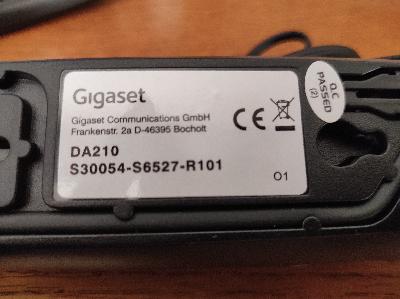 Gigaset
Gigaset Communications GmbH
Frankenstr. 2a D-46395 Bocholt
DA210
S30054-S6527-R101
CE
01
Q.C
PASSED
(2)